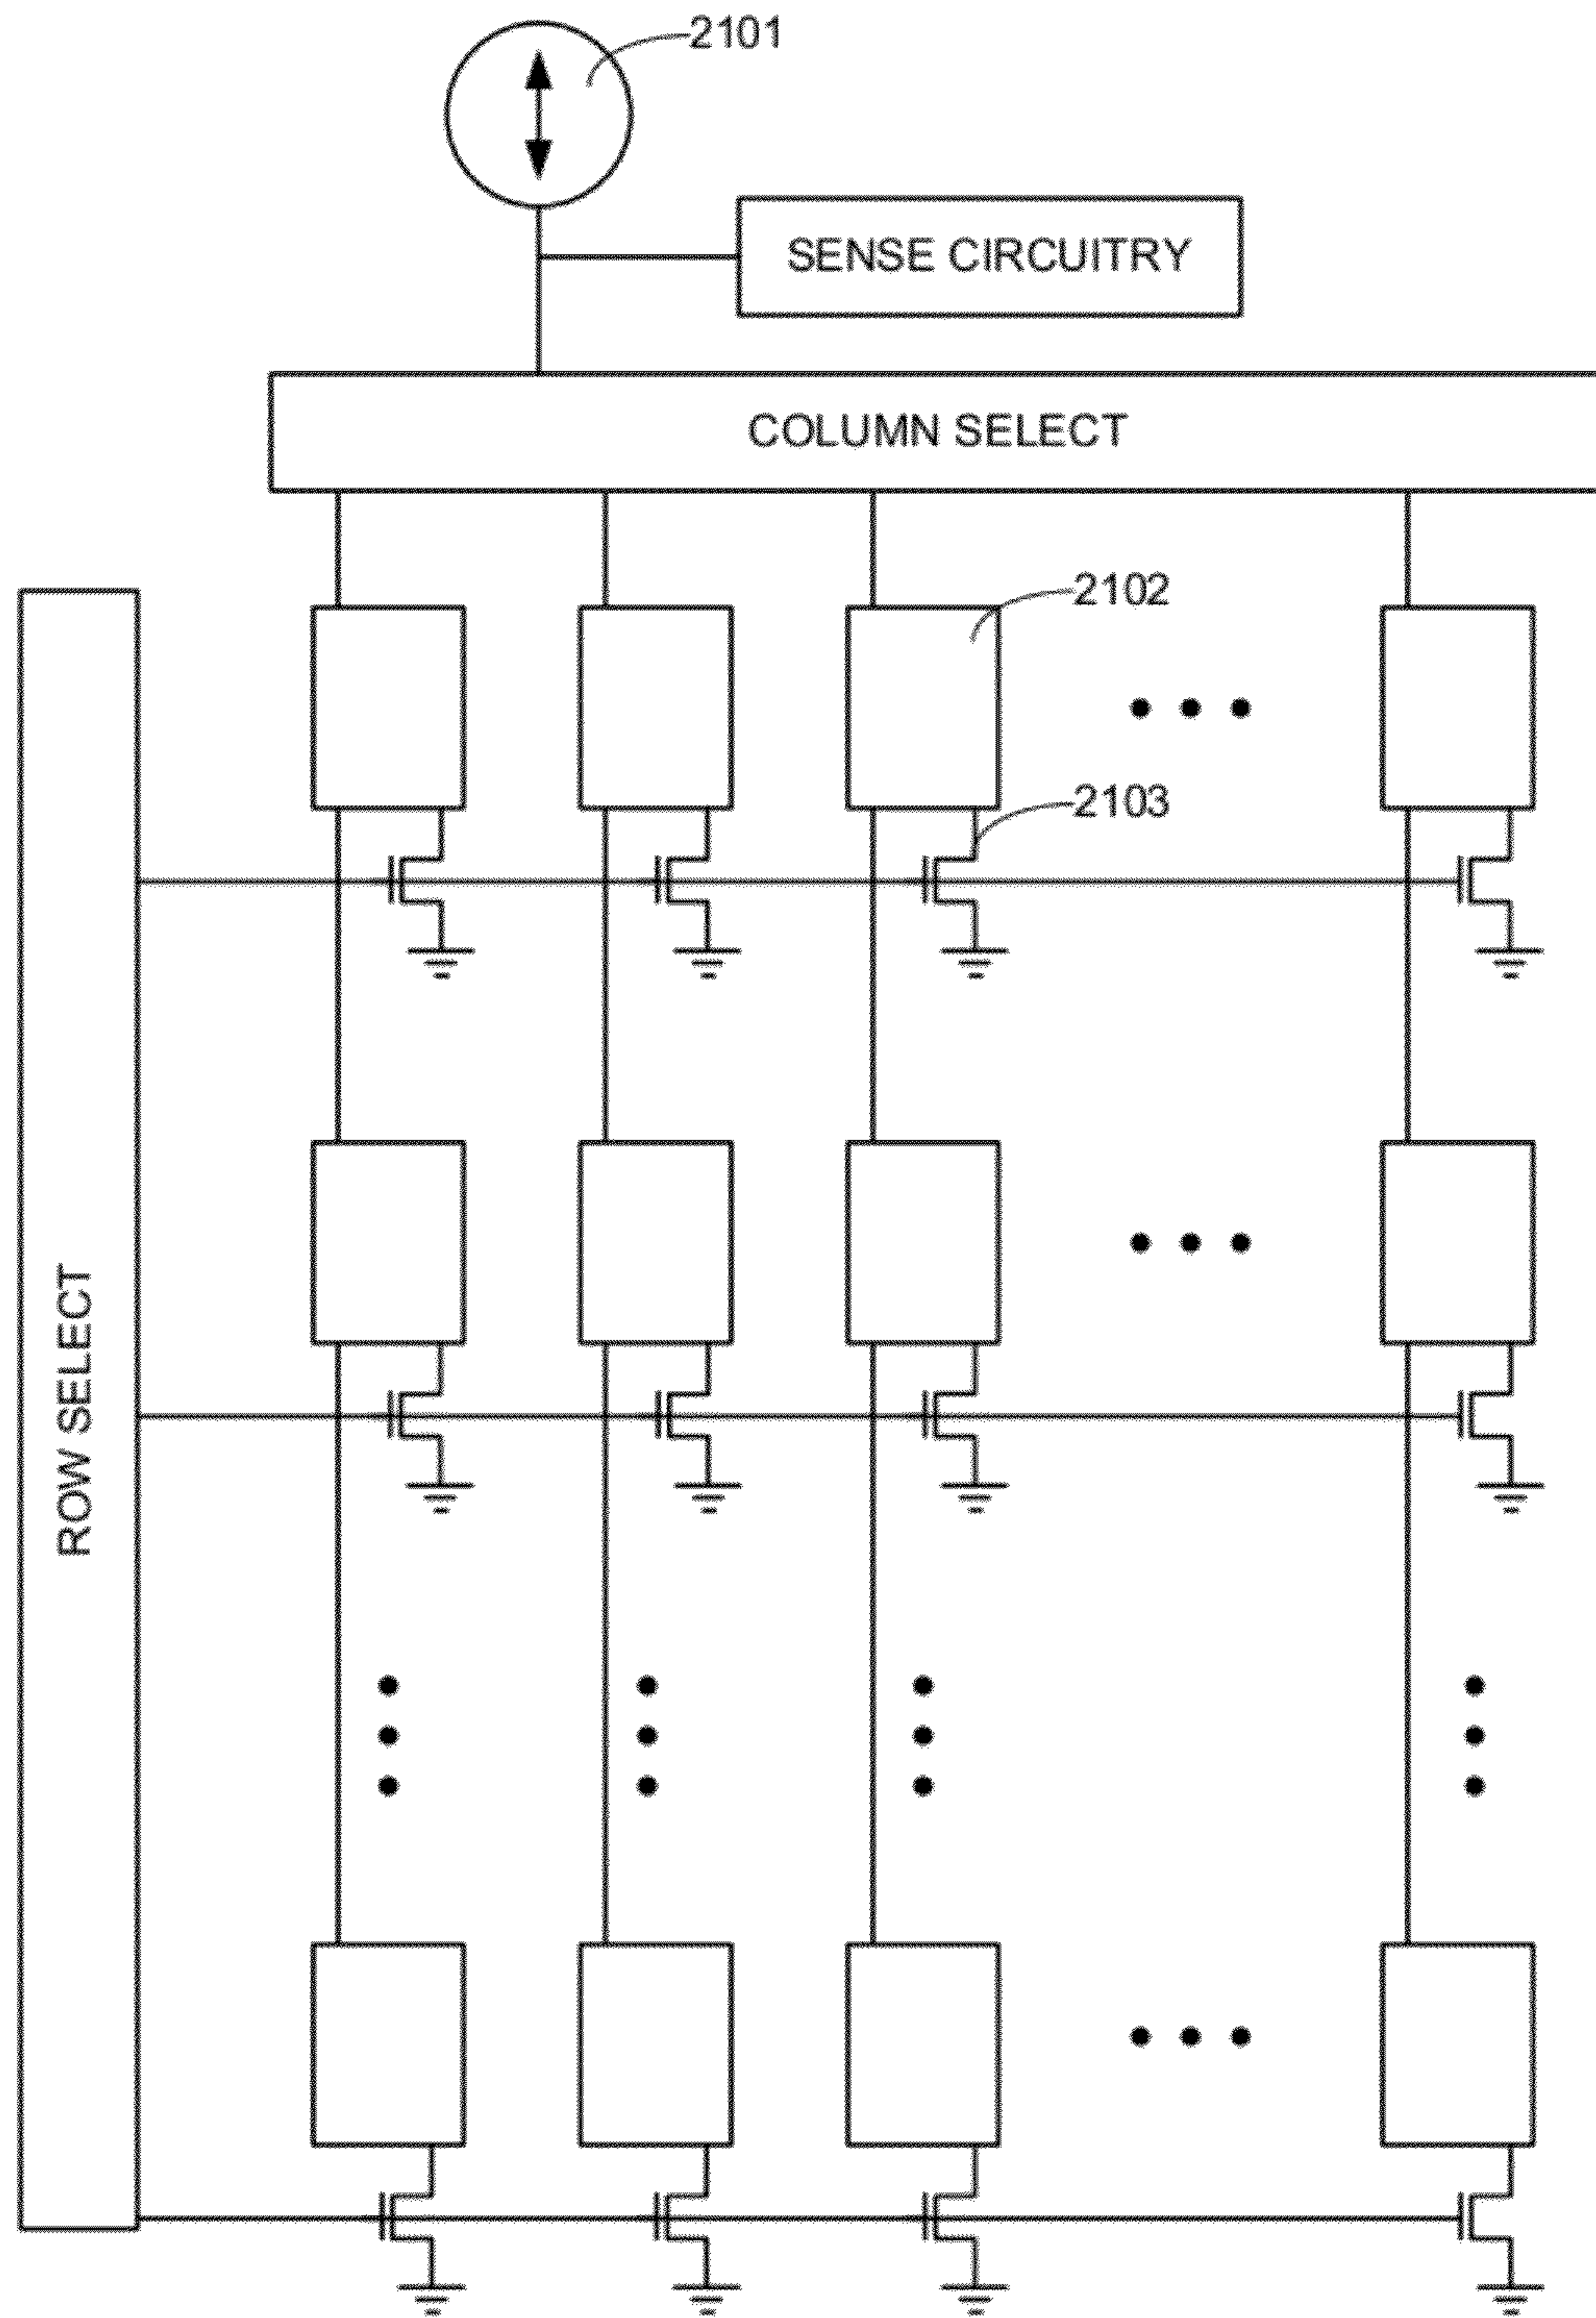 2101
SENSE CIRCUITRY
COLUMN SELECT
2102
2103
ROW SELECT